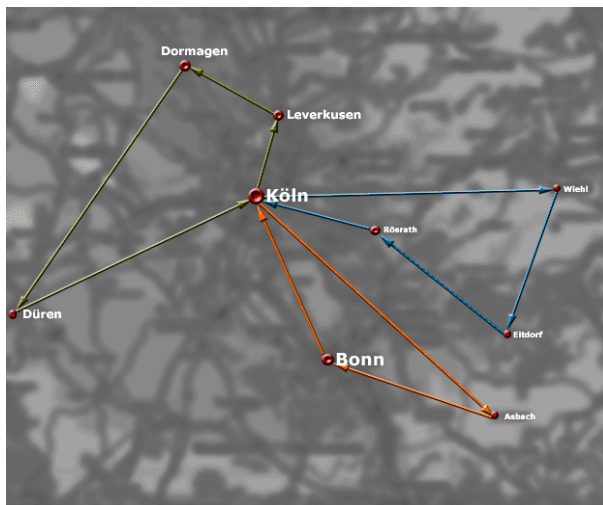 Dormagen
Leverkusen
Köln
Wiehl
Rösrath
Düren
Eitdorf
Bonn
Asbach